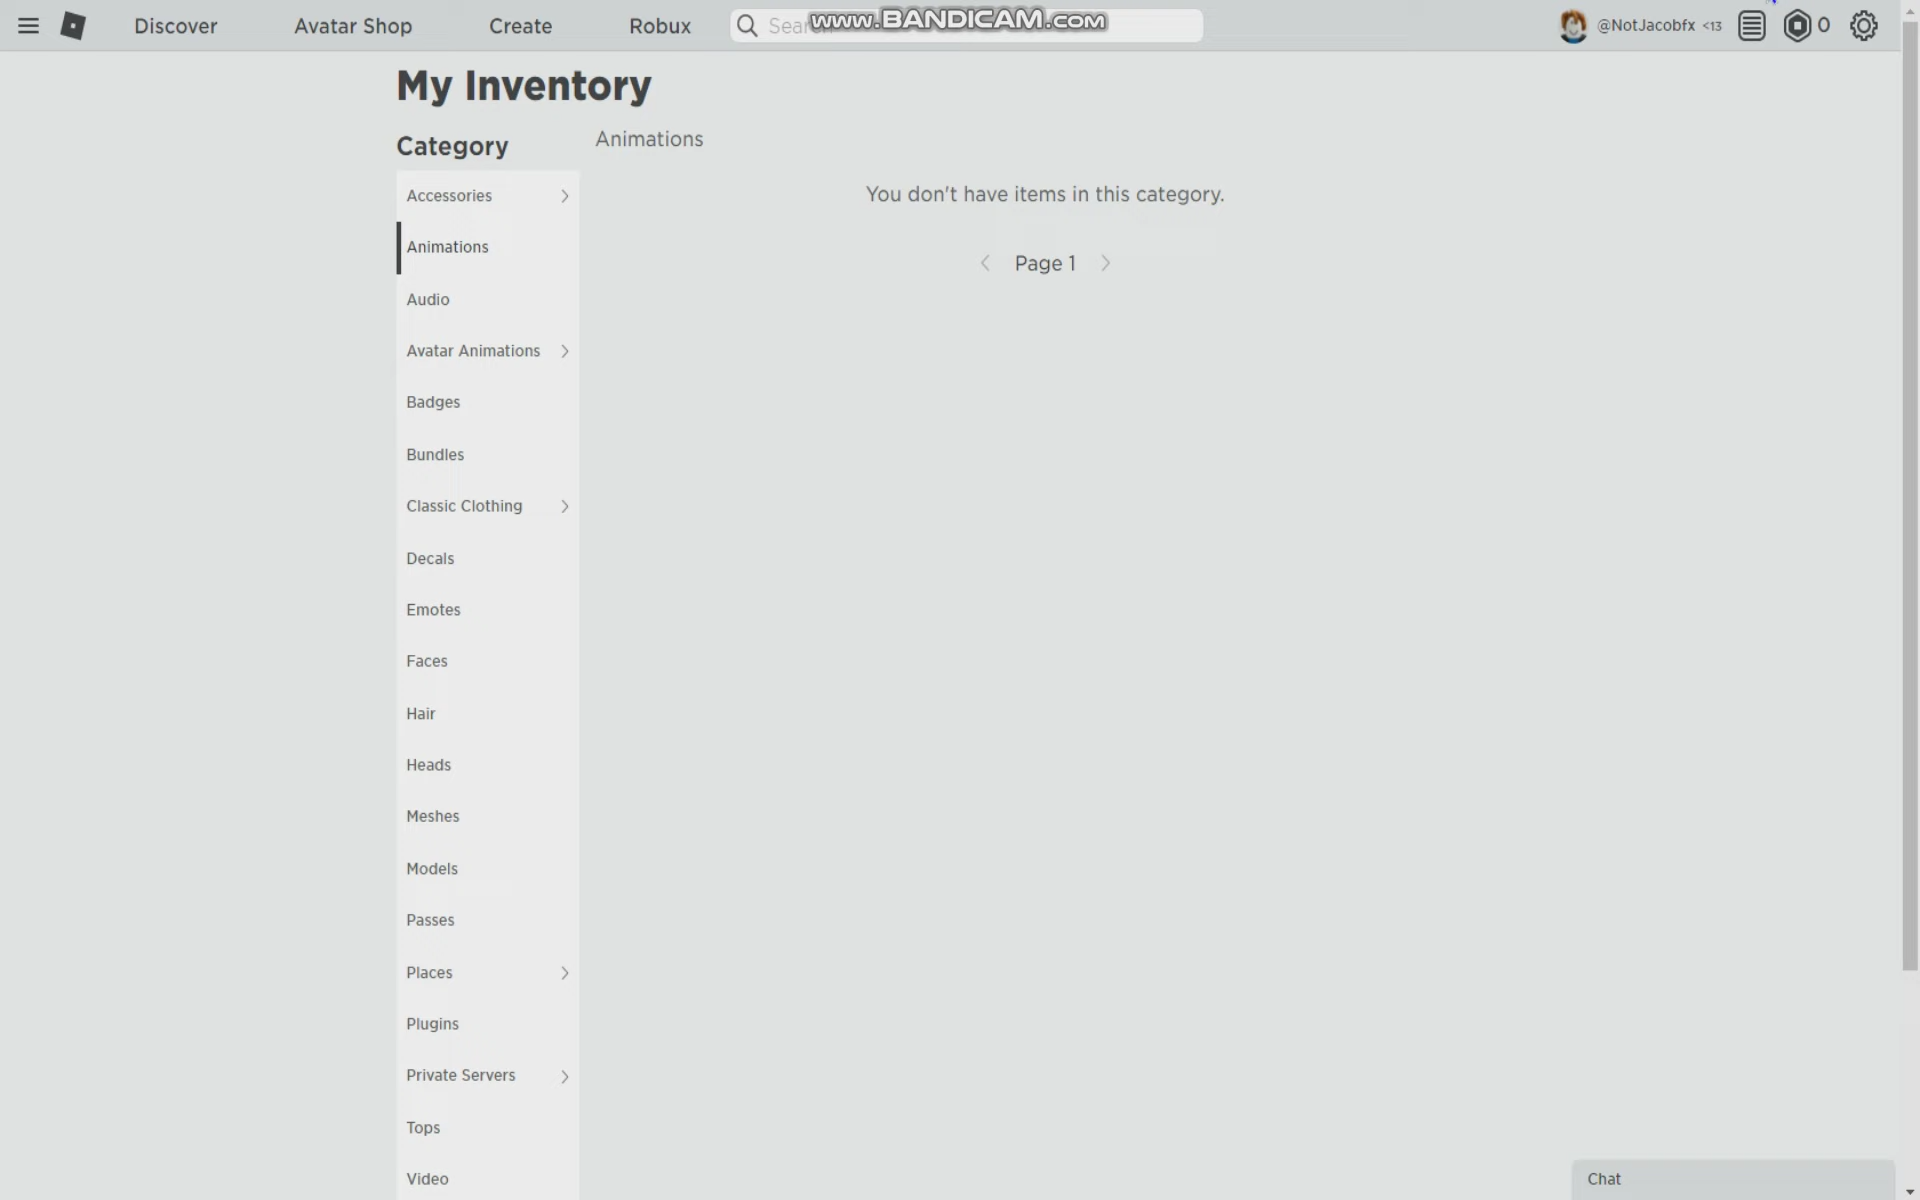 Discover
Avatar Shop
Create
Robux
www.BANDICAM.com
@NotJacobfx <13
0
My Inventory
Category
Animations
Accessories
You don't have items in this category.
Animations
Page 1
Audio
Avatar Animations
Badges
Bundles
Classic Clothing
Decals
Emotes
Faces
Hair
Heads
Meshes
Models
Passes
Places
Plugins
Private Servers
Tops
Video
Chat